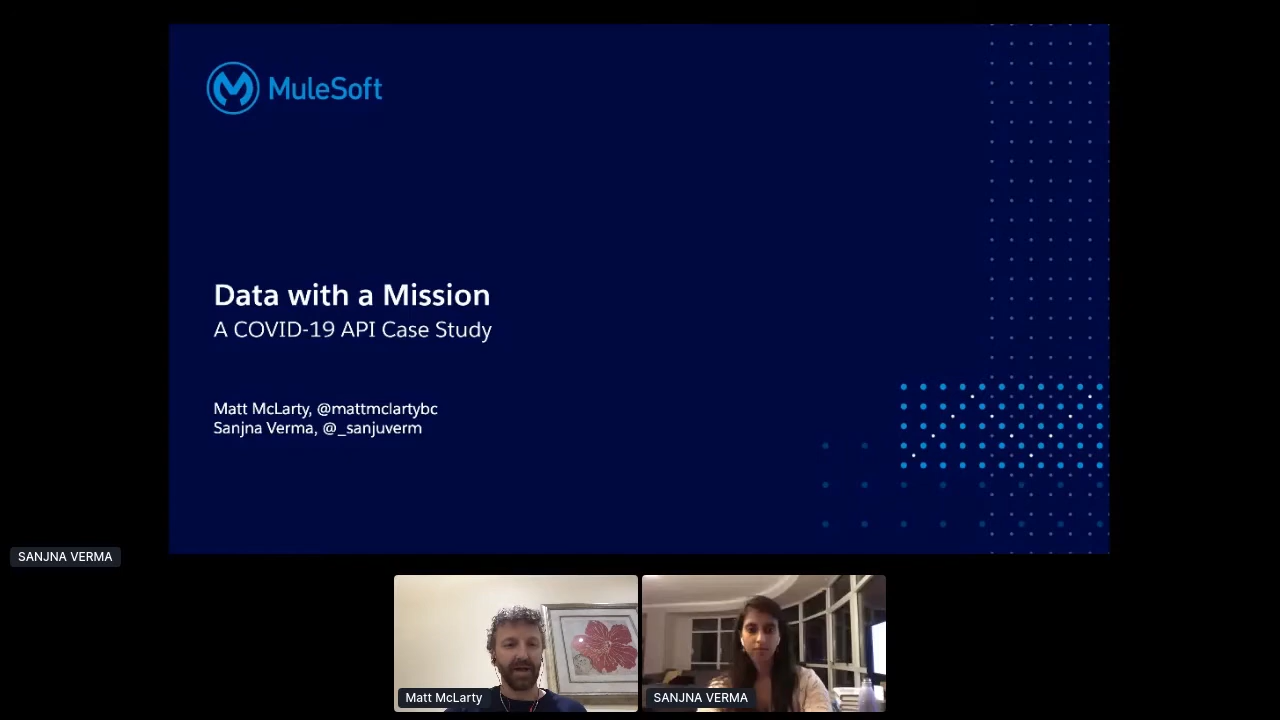 MuleSoft
Data with a Mission
A COVID-19 API Case Study
Matt McLarty, @mattmclartybc
Sanjna Verma, @_sanjuverm
SANJNA VERMA
Matt McLarty
SANJNA VERMA